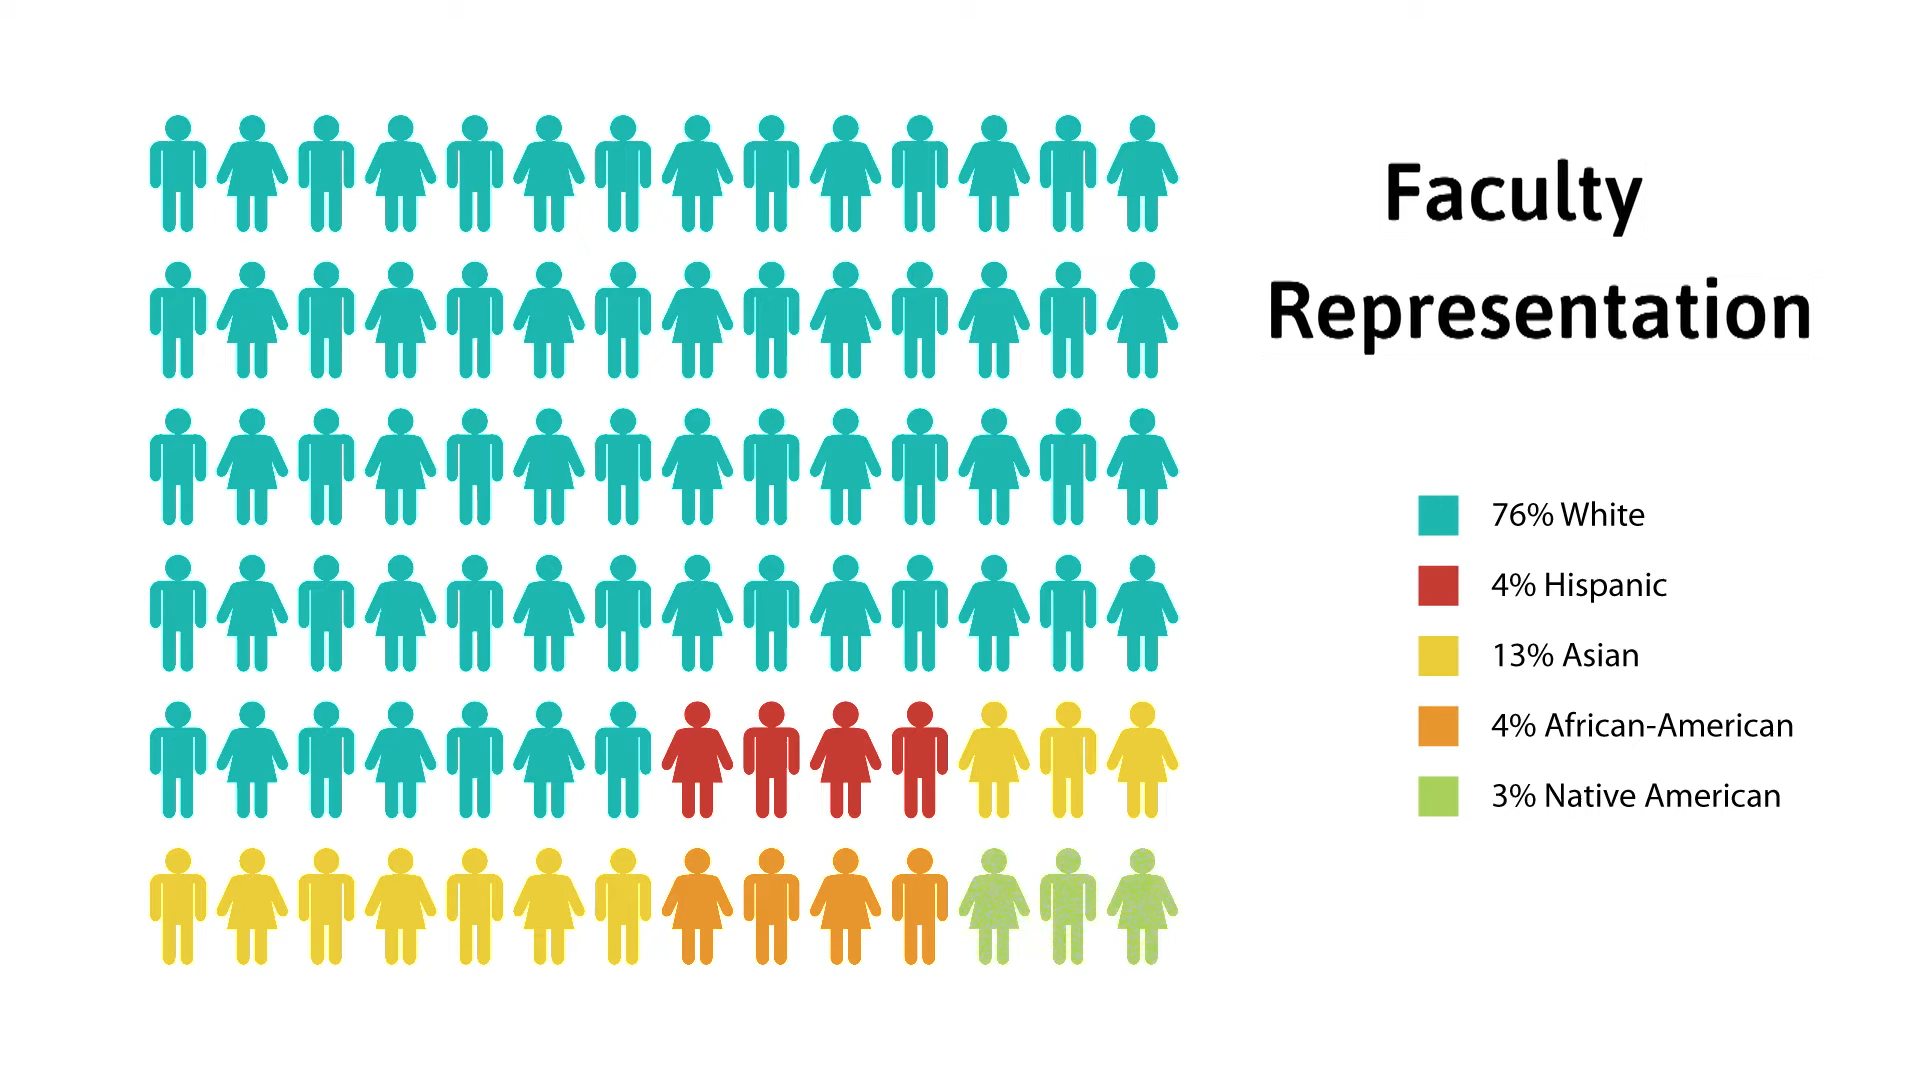 Faculty
Representation
76% White
4% Hispanic
13% Asian
4% African-American
3% Native American